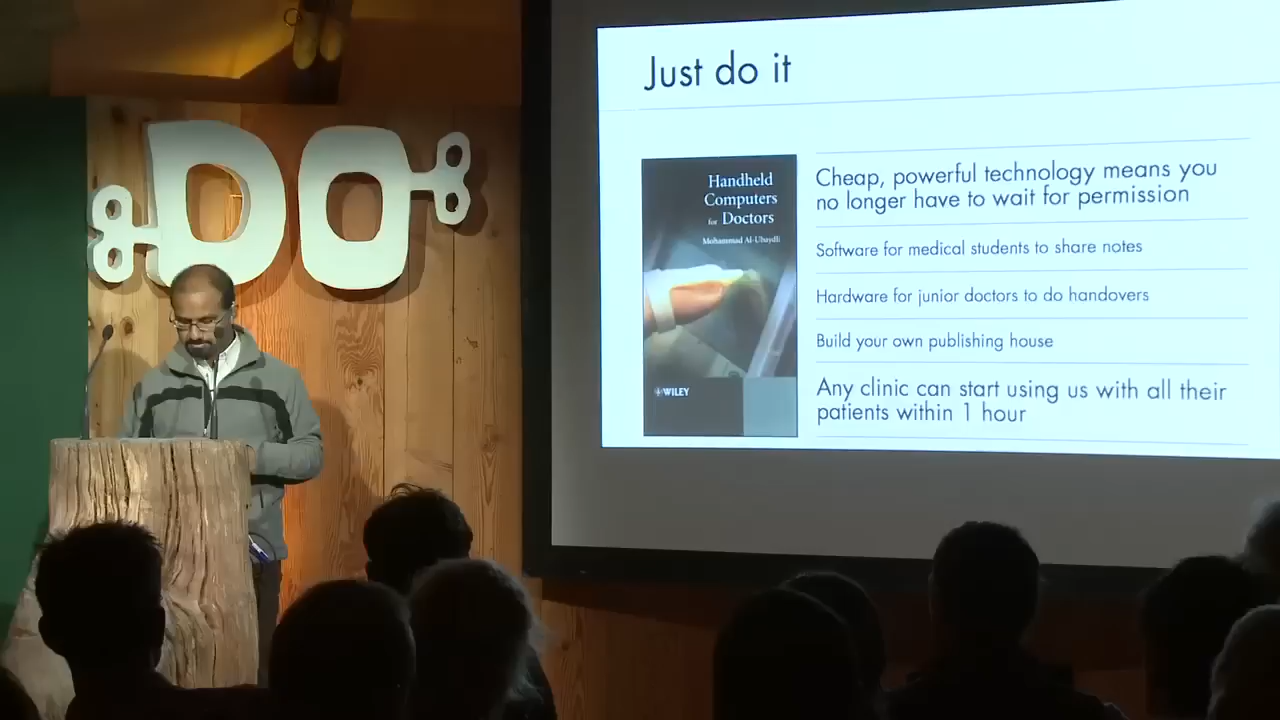 DO
Just do it
Handheld
Computers
for Doctors
Mohammad Al-Ubaydli
WILEY
Cheap, powerful technology means you
no longer have to wait for permission
Software for medical students to share notes
Hardware for junior doctors to do handovers
Build your own publishing house
Any clinic can start using us with all their
patients within 1 hour